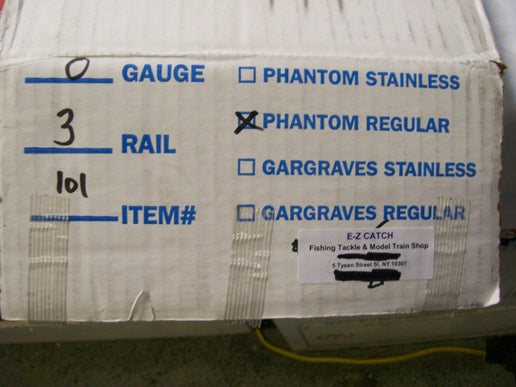 0 GAUGE
3 RAIL
101 ITEM#
PHANTOM STAINLESS
PHANTOM REGULAR
GARGRAVES STAINLESS
GARGRAVES REGULAR
E-Z CATCH
Fishing Tackle & Model Train Shop
5 Tysan Street SI, NY 10301